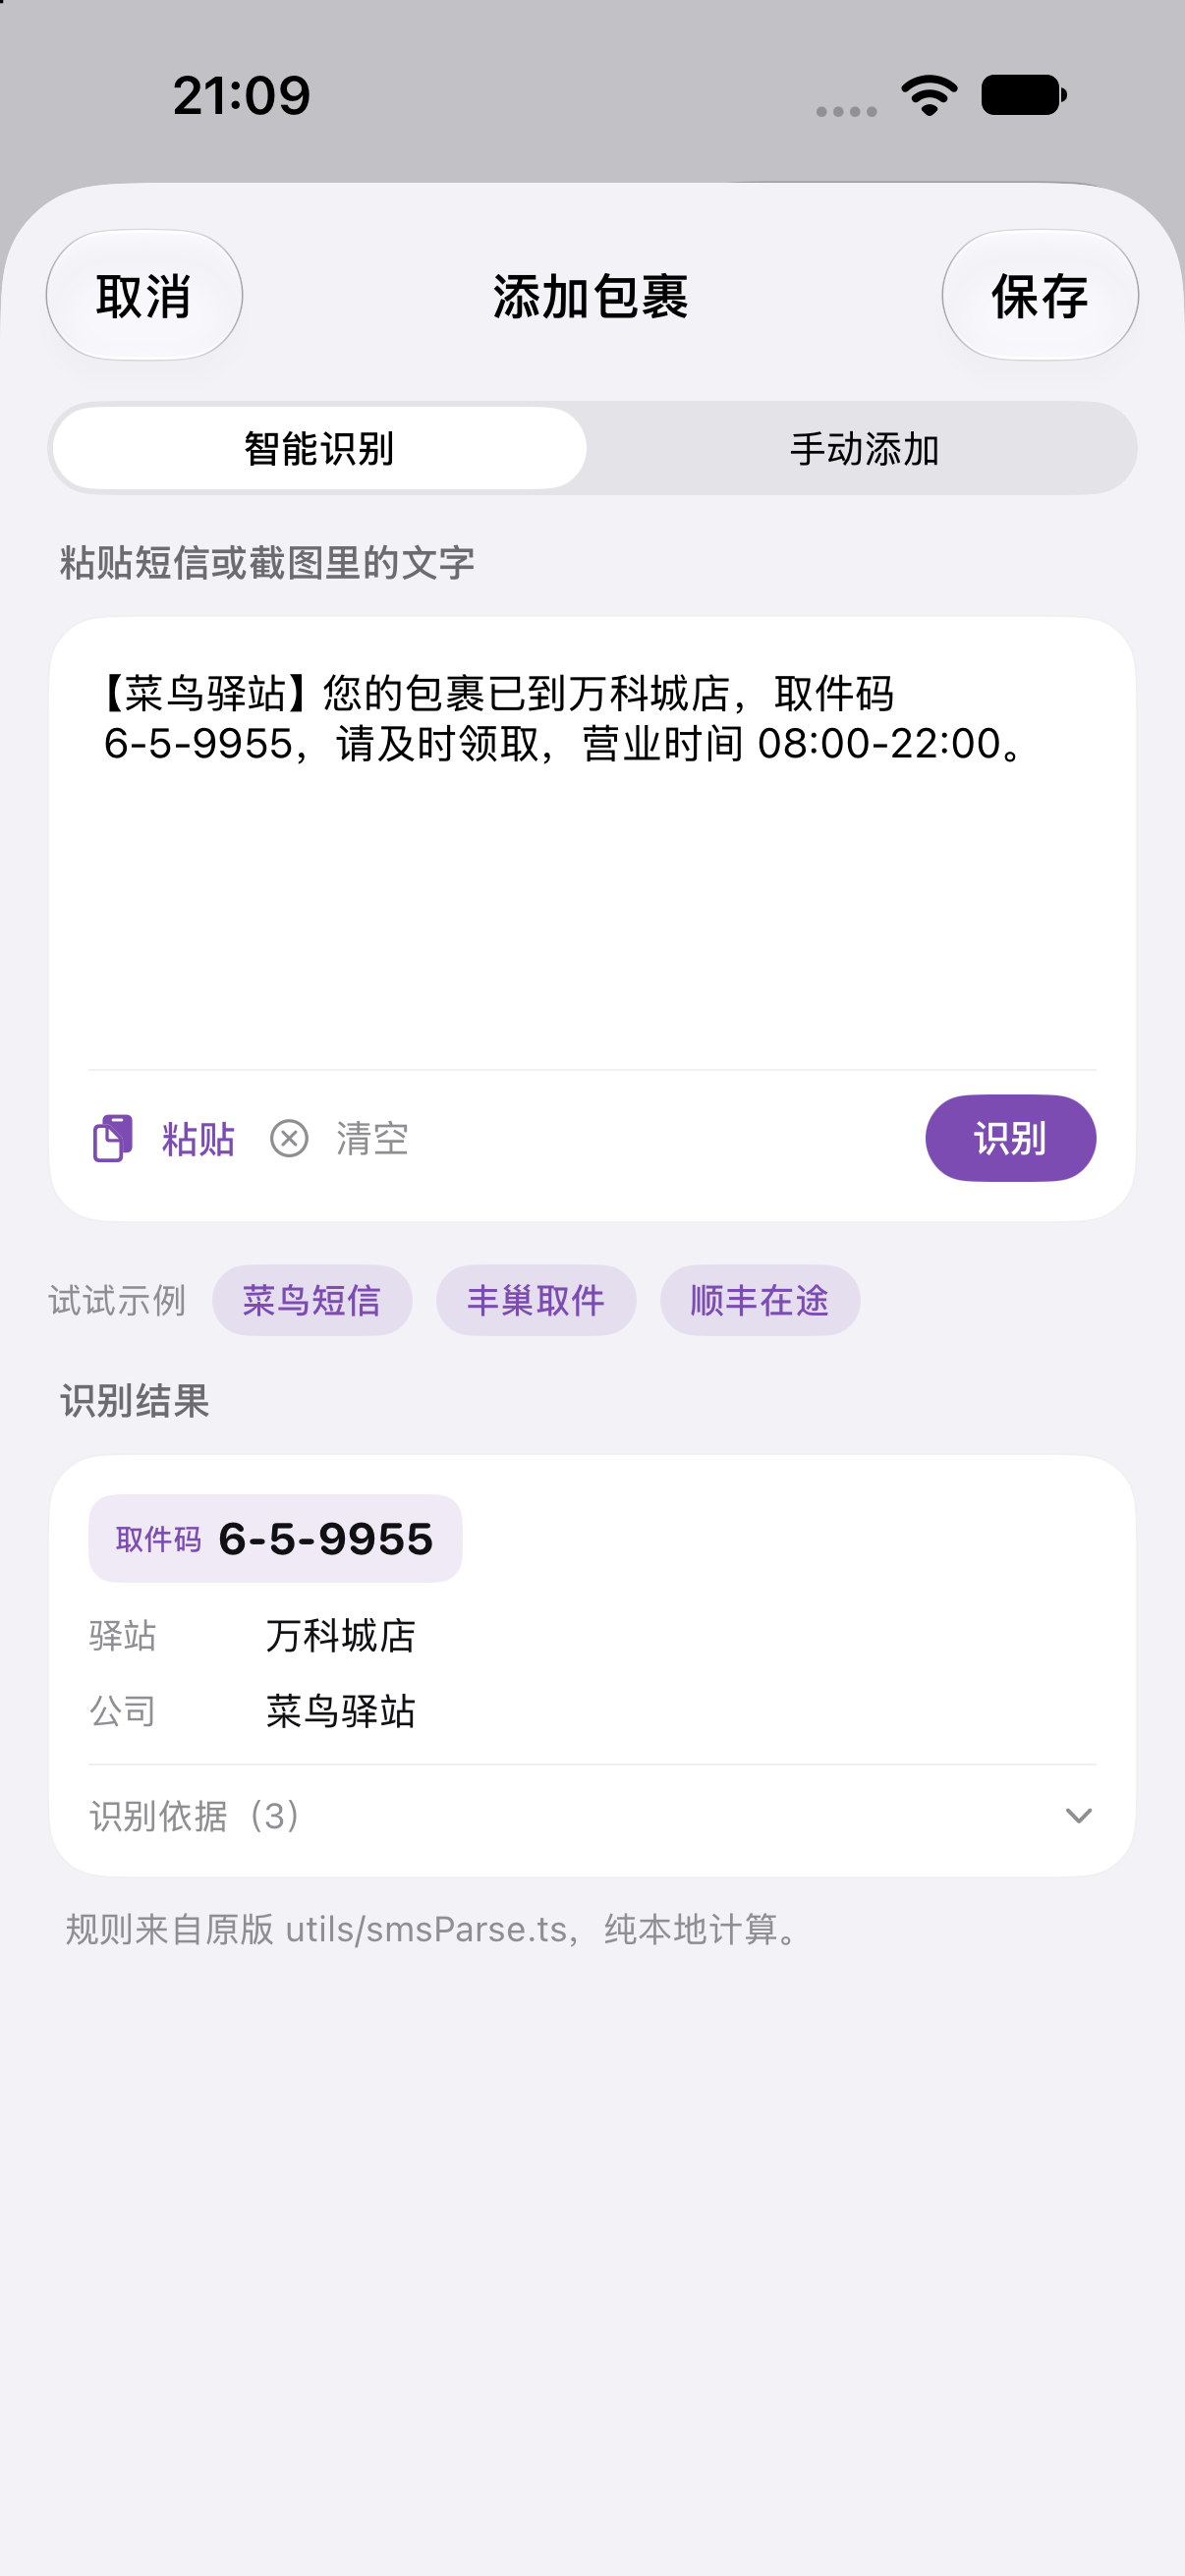 21:09
取消
添加包裹
保存
智能识别
手动添加
粘贴短信或截图里的文字
【菜鸟驿站】您的包裹已到万科城店，取件码
6-5-9955，请及时领取，营业时间 08:00-22:00。
粘贴
清空
识别
试试示例
菜鸟短信
丰巢取件
顺丰在途
识别结果
取件码 6-5-9955
驿站 万科城店
公司 菜鸟驿站
识别依据（3）
规则来自原版 utils/smsParse.ts，纯本地计算。